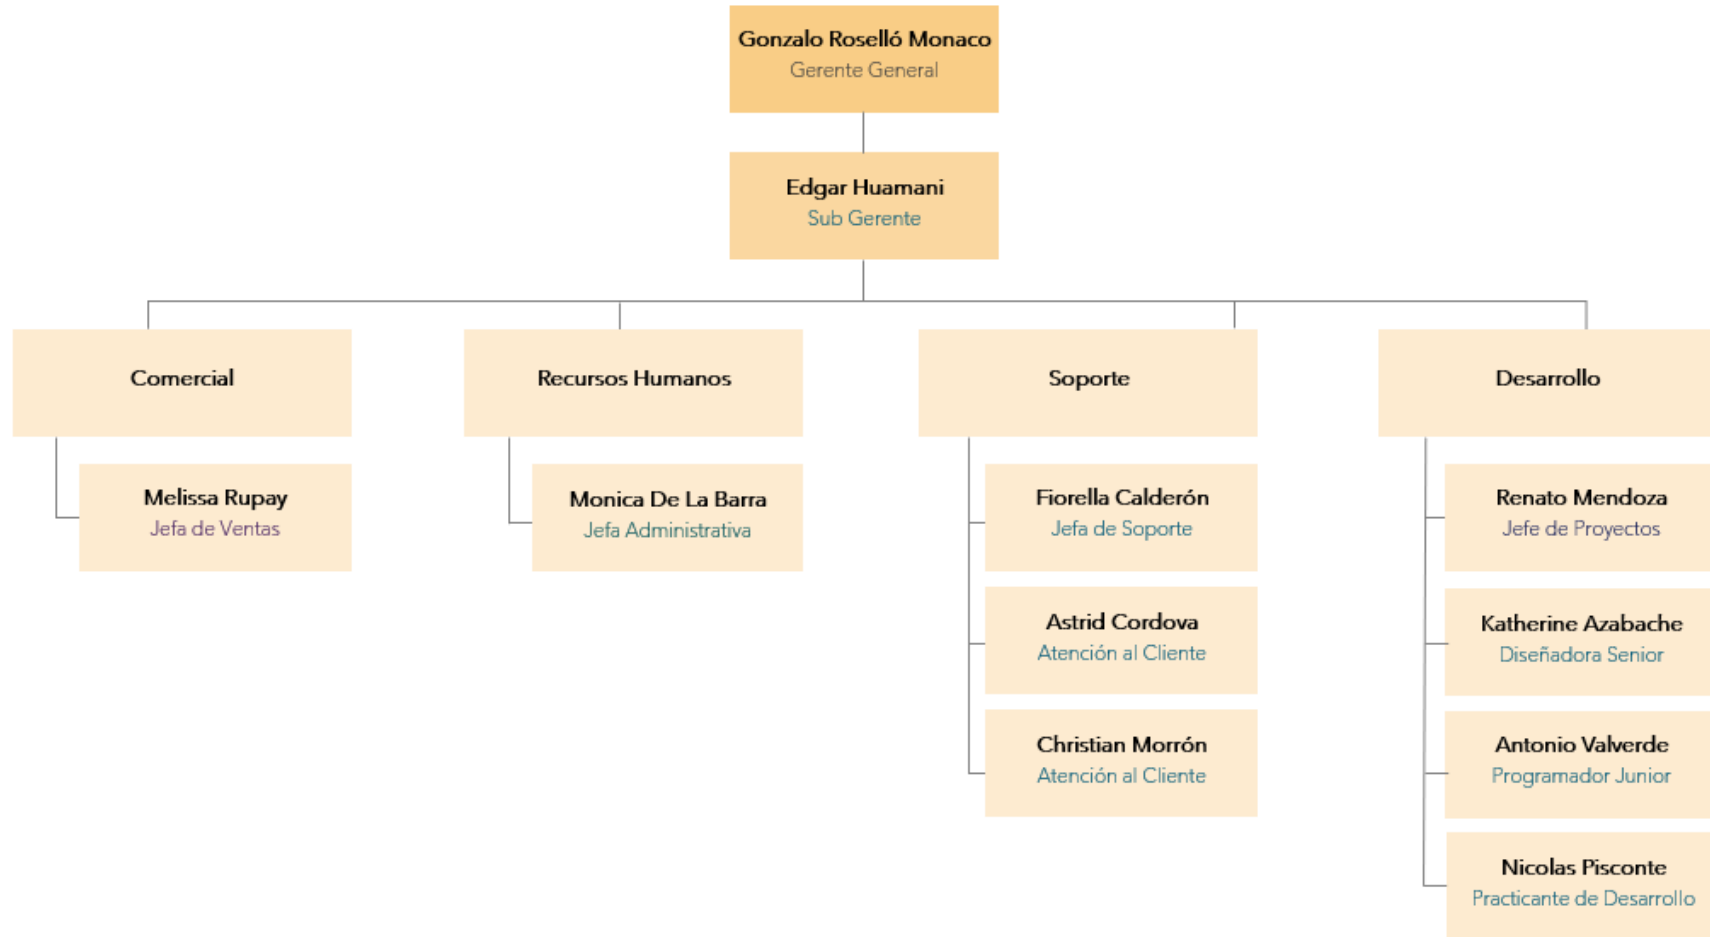 Gonzalo Roselló Monaco
Gerente General
Edgar Huamani
Sub Gerente
Comercial
Melissa Rupay
Jefa de Ventas
Recursos Humanos
Monica De La Barra
Jefa Administrativa
Soporte
Fiorella Calderón
Jefa de Soporte
Astrid Cordova
Atención al Cliente
Christian Morrón
Atención al Cliente
Desarrollo
Renato Mendoza
Jefe de Proyectos
Katherine Azabache
Diseñadora Senior
Antonio Valverde
Programador Junior
Nicolas Pisconte
Practicante de Desarrollo